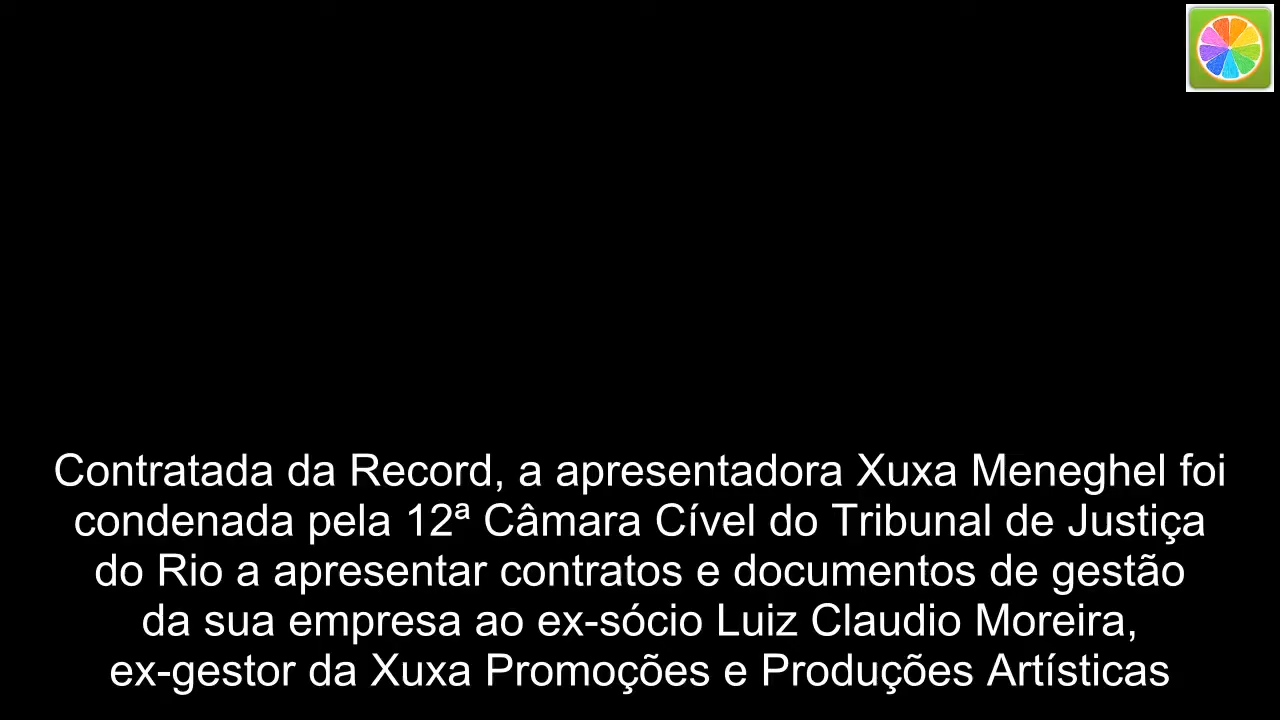 Contratada da Record, a apresentadora Xuxa Meneghel foi
condenada pela 12ª Câmara Cível do Tribunal de Justiça
do Rio a apresentar contratos e documentos de gestão
da sua empresa ao ex-sócio Luiz Claudio Moreira,
ex-gestor da Xuxa Promoções e Produções Artísticas